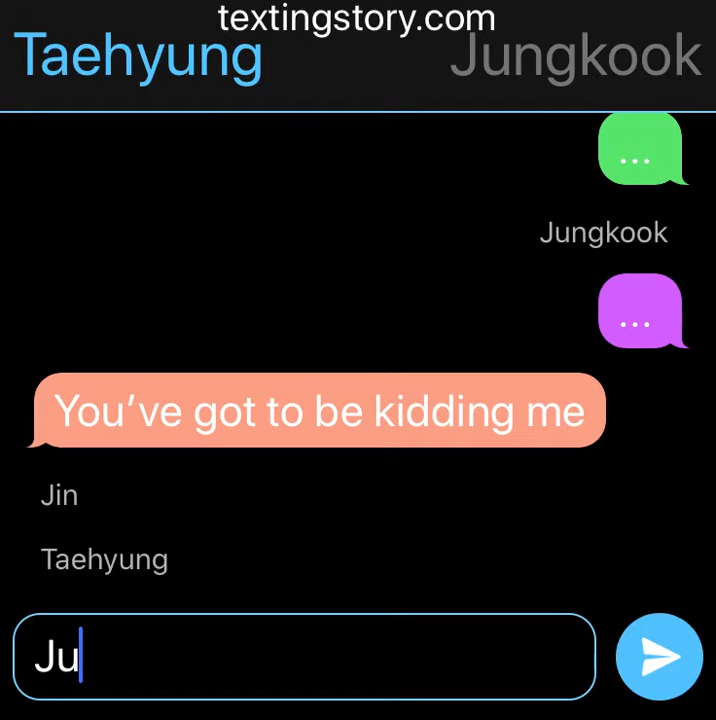 textingstory.com
Taehyung Jungkook
...
Jungkook
...
You’ve got to be kidding me
Jin
Taehyung
Ju